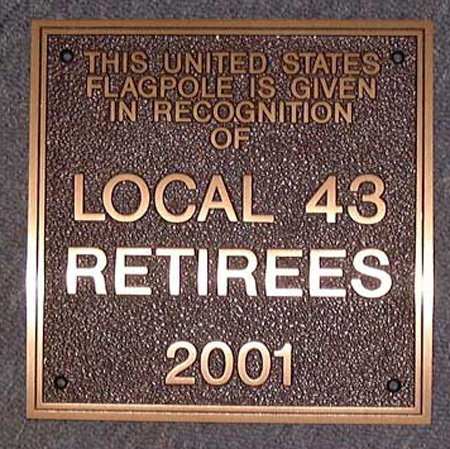 THIS UNITED STATES
FLAGPOLE IS GIVEN
IN RECOGNITION
OF
LOCAL 43
RETIREES
2001